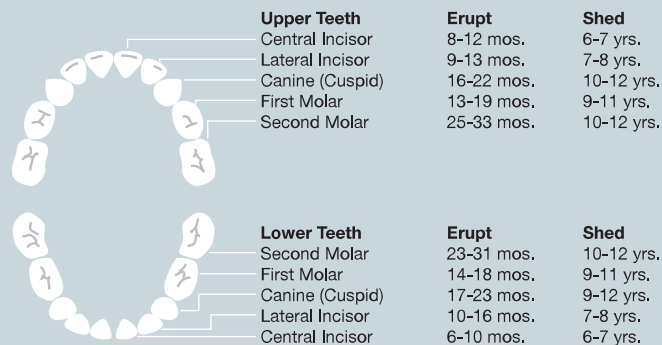 Upper Teeth Erupt Shed
Central Incisor 8-12 mos. 6-7 yrs.
Lateral Incisor 9-13 mos. 7-8 yrs.
Canine (Cuspid) 16-22 mos. 10-12 yrs.
First Molar 13-19 mos. 9-11 yrs.
Second Molar 25-33 mos. 10-12 yrs.
Lower Teeth Erupt Shed
Second Molar 23-31 mos. 10-12 yrs.
First Molar 14-18 mos. 9-11 yrs.
Canine (Cuspid) 17-23 mos. 9-12 yrs.
Lateral Incisor 10-16 mos. 7-8 yrs.
Central Incisor 6-10 mos. 6-7 yrs.